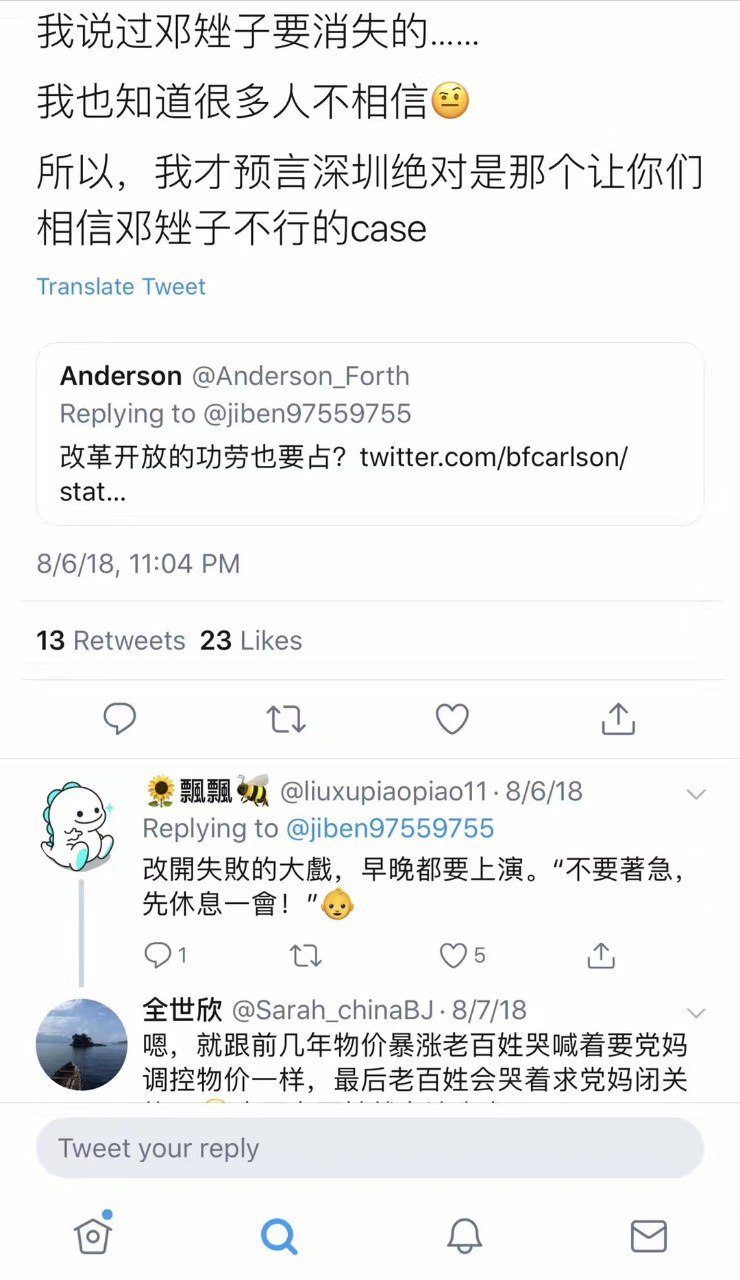 我说过邓矬子要消失的……
我也知道很多人不相信🤨
所以，我才预言深圳绝对是那个让你们
相信邓矬子不行的case
Translate Tweet
Anderson @Anderson_Forth
Replying to @jiben97559755
改革开放的功劳也要占？twitter.com/bfcarlson/
stat...
8/6/18, 11:04 PM
13 Retweets 23 Likes
🌻飄飄🐝 @liuxupiaopiao11 · 8/6/18
Replying to @jiben97559755
改開失敗的大戲，早晚都要上演。“不要著急，
先休息一會！”👶
1
5
全世欣 @Sarah_chinaBJ · 8/7/18
嗯，就跟前几年物价暴涨老百姓哭喊着要党妈
调控物价一样，最后老百姓会哭着求党妈闭关
Tweet your reply